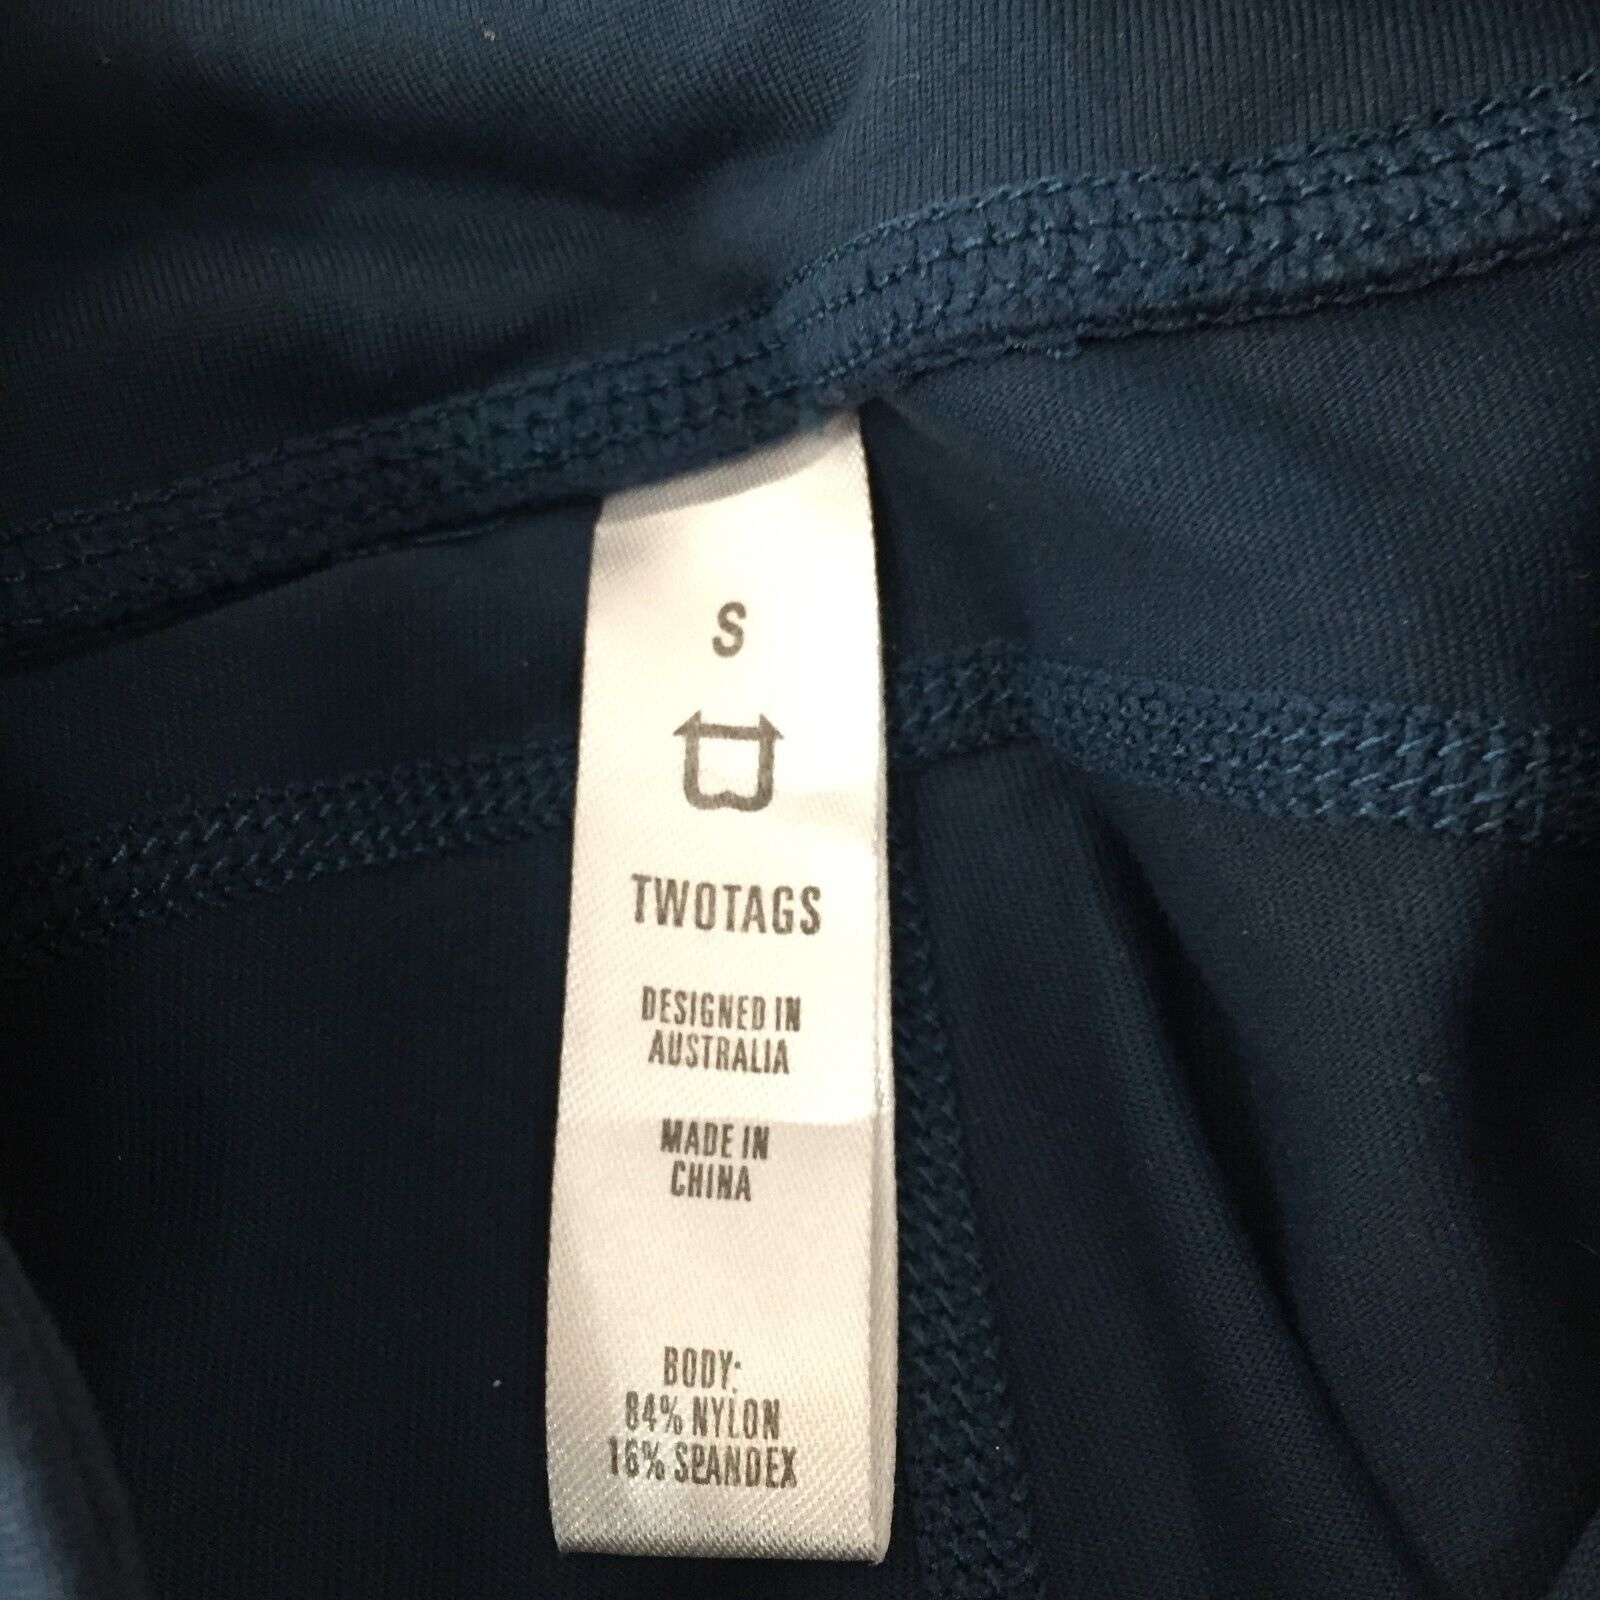 S
TWOTAGS
DESIGNED IN
AUSTRALIA
MADE IN
CHINA
BODY:
84% NYLON
16% SPANDEX